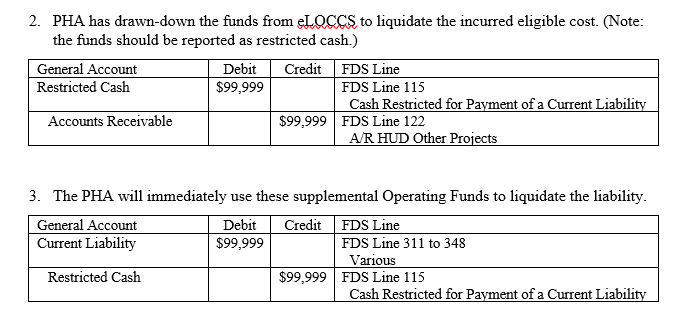 2. PHA has drawn-down the funds from eLOCCS to liquidate the incurred eligible cost. (Note:
the funds should be reported as restricted cash.)
General Account Debit Credit FDS Line
Restricted Cash $99,999 FDS Line 115
Cash Restricted for Payment of a Current Liability
Accounts Receivable $99,999 FDS Line 122
A/R HUD Other Projects
3. The PHA will immediately use these supplemental Operating Funds to liquidate the liability.
General Account Debit Credit FDS Line
Current Liability $99,999 FDS Line 311 to 348
Various
Restricted Cash $99,999 FDS Line 115
Cash Restricted for Payment of a Current Liability